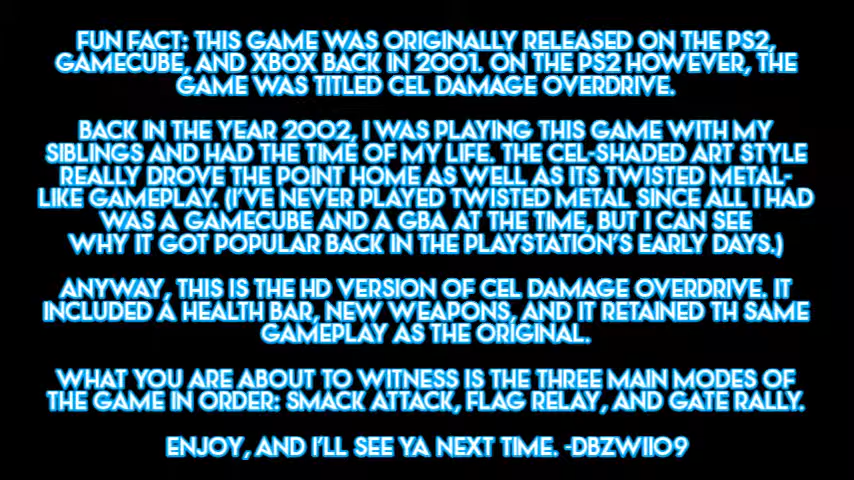 FUN FACT: THIS GAME WAS ORIGINALLY RELEASED ON THE PS2,
GAMECUBE, AND XBOX BACK IN 2001. ON THE PS2 HOWEVER, THE
GAME WAS TITLED CEL DAMAGE OVERDRIVE.
BACK IN THE YEAR 2002, I WAS PLAYING THIS GAME WITH MY
SIBLINGS AND HAD THE TIME OF MY LIFE. THE CEL-SHADED ART STYLE
REALLY DROVE THE POINT HOME AS WELL AS ITS TWISTED METAL-
LIKE GAMEPLAY. (I'VE NEVER PLAYED TWISTED METAL SINCE ALL I HAD
WAS A GAMECUBE AND A GBA AT THE TIME, BUT I CAN SEE
WHY IT GOT POPULAR BACK IN THE PLAYSTATION'S EARLY DAYS.)
ANYWAY, THIS IS THE HD VERSION OF CEL DAMAGE OVERDRIVE. IT
INCLUDED A HEALTH BAR, NEW WEAPONS, AND IT RETAINED TH SAME
GAMEPLAY AS THE ORIGINAL.
WHAT YOU ARE ABOUT TO WITNESS IS THE THREE MAIN MODES OF
THE GAME IN ORDER: SMACK ATTACK, FLAG RELAY, AND GATE RALLY.
ENJOY, AND I'LL SEE YA NEXT TIME. -DBZWII09